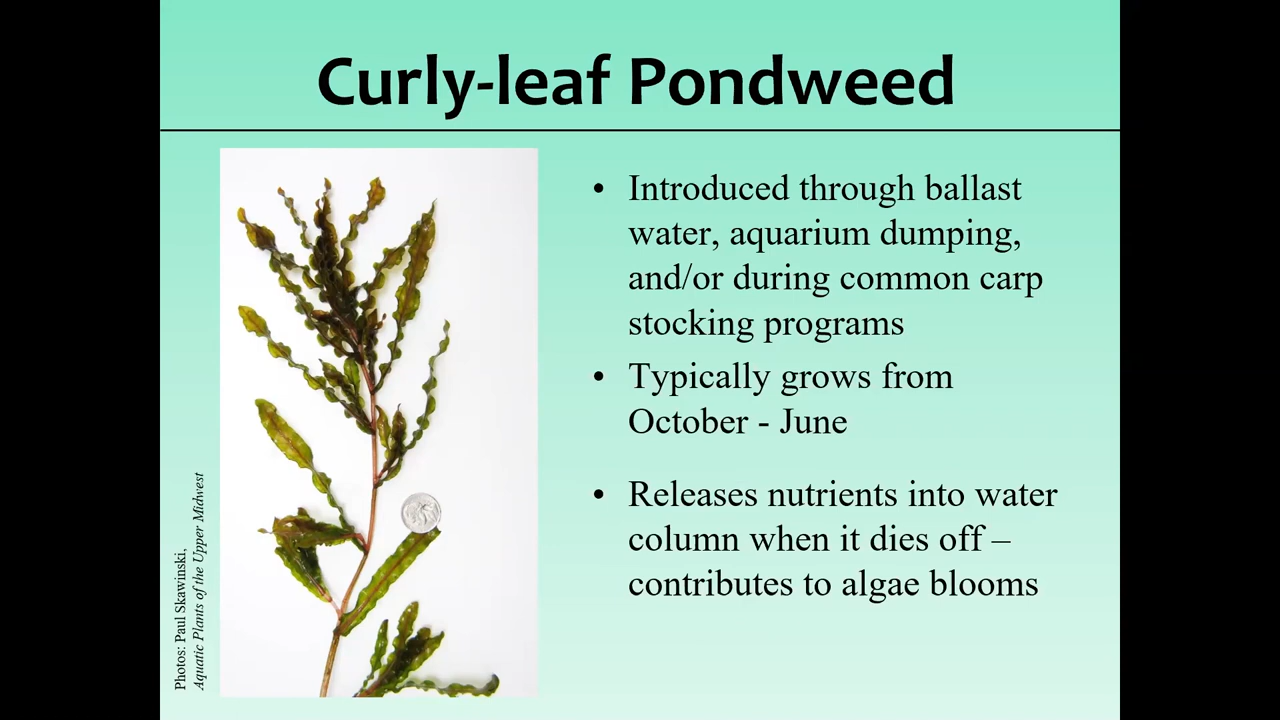 Curly-leaf Pondweed
• Introduced through ballast
water, aquarium dumping,
and/or during common carp
stocking programs
• Typically grows from
October - June
• Releases nutrients into water
column when it dies off –
contributes to algae blooms
Photos: Paul Skawinski,
Aquatic Plants of the Upper Midwest